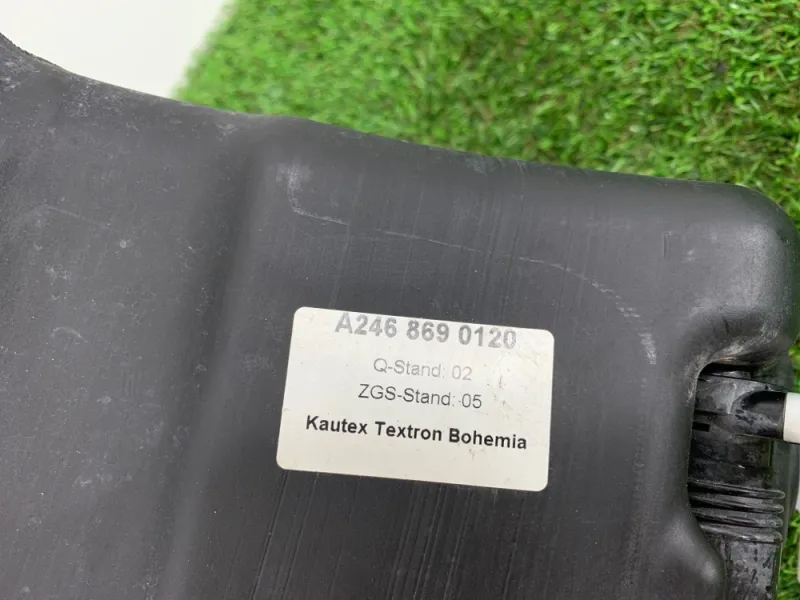 A246 869 0120
Q-Stand: 02
ZGS-Stand: 05
Kautex Textron Bohemia